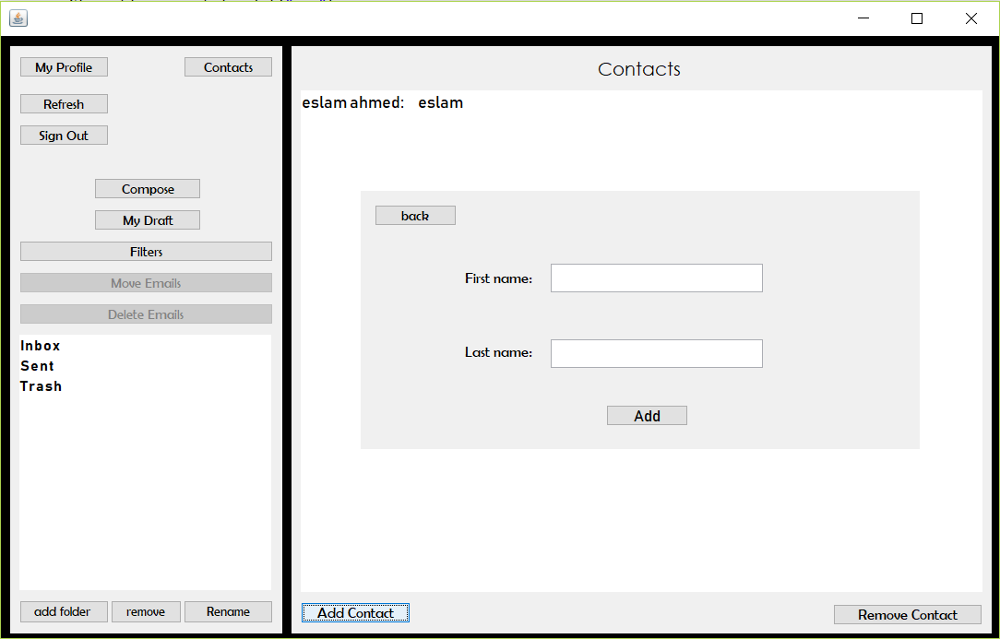 My Profile
Contacts
Refresh
Sign Out
Compose
My Draft
Filters
Move Emails
Delete Emails
Inbox
Sent
Trash
add folder
remove
Rename
Contacts
eslam ahmed: eslam
back
First name:
Last name:
Add
Add Contact
Remove Contact